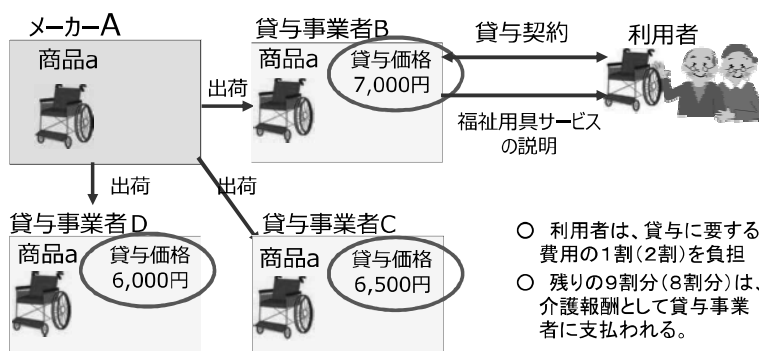 メーカーA
商品a
出荷
貸与事業者B
商品a
貸与価格
7,000円
貸与契約
利用者
福祉用具サービス
の説明
出荷
出荷
貸与事業者D
商品a
貸与価格
6,000円
貸与事業者C
商品a
貸与価格
6,500円
○ 利用者は、貸与に要する
費用の1割(2割)を負担
○ 残りの9割分(8割分)は、
介護報酬として貸与事業
者に支払われる。